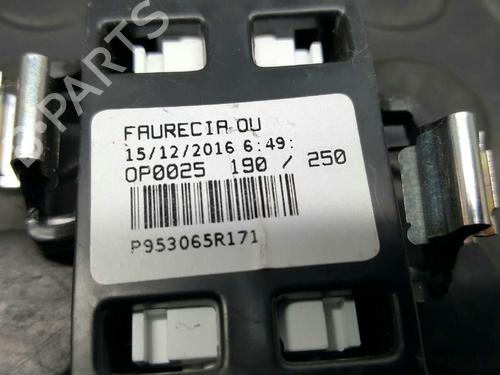 B-PARTS
FAURECIA OU
15/12/2016 6:49:
OP0025 190 / 250
P953065R171